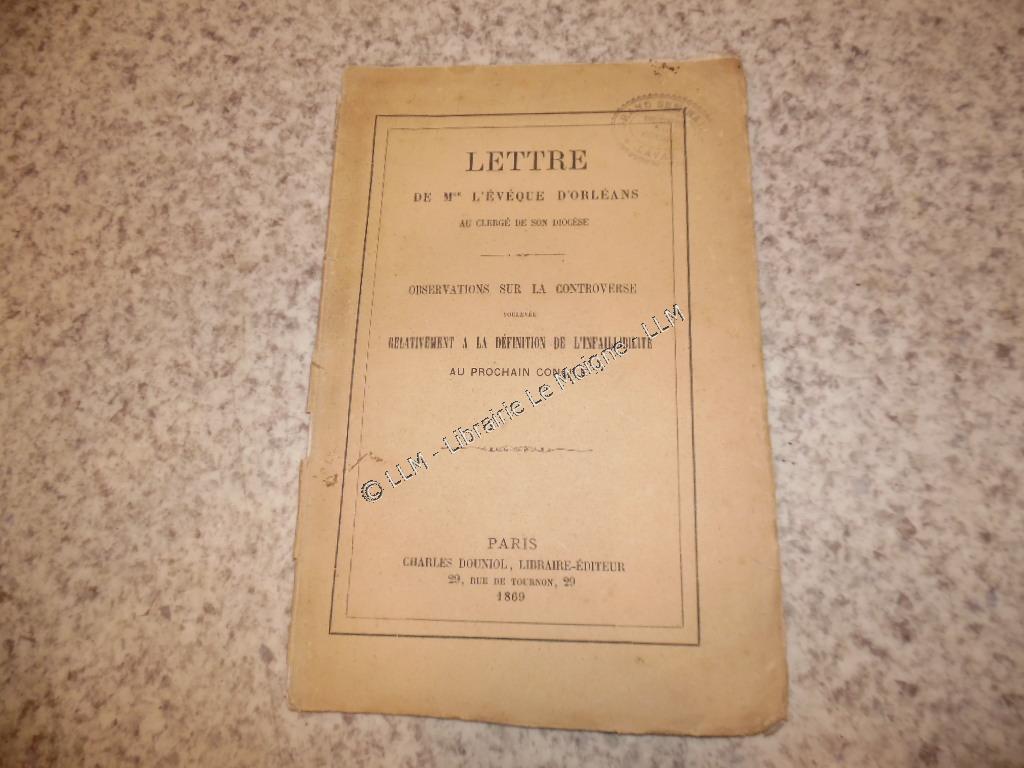 LETTRE
DE Mgr L'ÉVÊQUE D'ORLÉANS
AU CLERGÉ DE SON DIOCÈSE
OBSERVATIONS SUR LA CONTROVERSE
SOULEVÉE
RELATIVEMENT A LA DÉFINITION DE L'INFAILLIBILITÉ
AU PROCHAIN CONCILE
© LLM - Librairie Le Moigne - LLM
PARIS
CHARLES DOUNIOL, LIBRAIRE-ÉDITEUR
29, RUE DE TOURNON, 29
1869